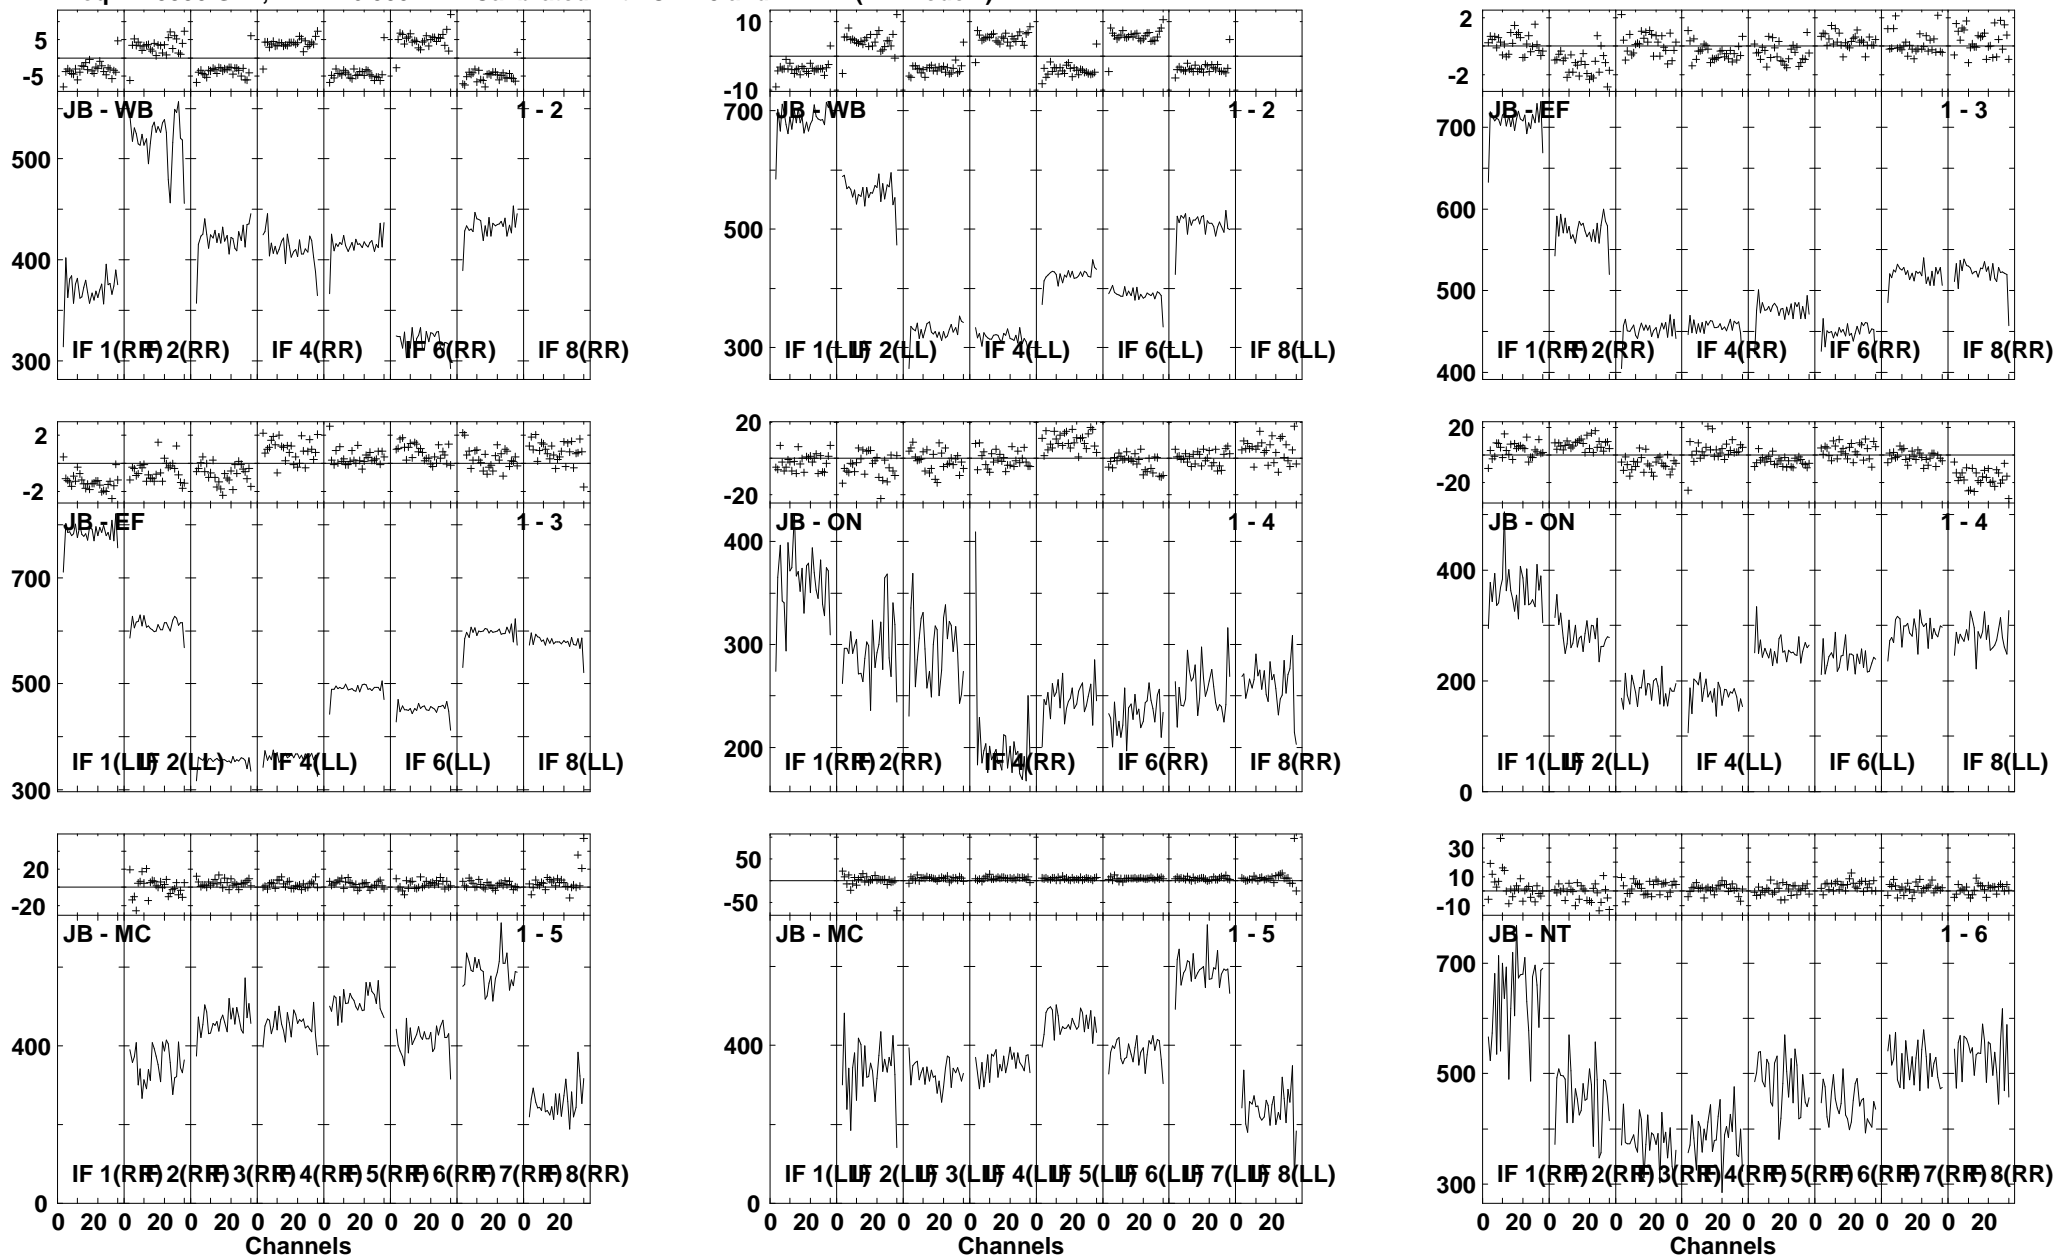 5
-5
JB - WB 1 - 2
500
400
300
IF 1(RR) IF 2(RR) IF 4(RR) IF 6(RR) IF 8(RR)
10
-10
JB - WB 1 - 2
700
500
300
IF 1(LL) IF 2(LL) IF 4(LL) IF 6(LL) IF 8(LL)
2
-2
JB - EF 1 - 3
700
600
500
400
IF 1(RR) IF 2(RR) IF 4(RR) IF 6(RR) IF 8(RR)
2
-2
JB - EF 1 - 3
700
500
300
IF 1(LL) IF 2(LL) IF 4(LL) IF 6(LL) IF 8(LL)
20
-20
JB - ON 1 - 4
400
300
200
IF 1(RR) IF 2(RR) IF 4(RR) IF 6(RR) IF 8(RR)
20
-20
JB - ON 1 - 4
400
200
0
IF 1(LL) IF 2(LL) IF 4(LL) IF 6(LL) IF 8(LL)
20
-20
JB - MC 1 - 5
400
0
IF 1(RR) IF 2(RR) IF 3(RR) IF 4(RR) IF 5(RR) IF 6(RR) IF 7(RR) IF 8(RR)
0 20 0 20 0 20 0 20 0 20 0 20 0 20 0 20
Channels
50
-50
JB - MC 1 - 5
400
0
IF 1(LL) IF 2(LL) IF 3(LL) IF 4(LL) IF 5(LL) IF 6(LL) IF 7(LL) IF 8(LL)
0 20 0 20 0 20 0 20 0 20 0 20 0 20 0 20
Channels
30
10
-10
JB - NT 1 - 6
700
500
300
IF 1(RR) IF 2(RR) IF 3(RR) IF 4(RR) IF 5(RR) IF 6(RR) IF 7(RR) IF 8(RR)
0 20 0 20 0 20 0 20 0 20 0 20 0 20 0 20
Channels